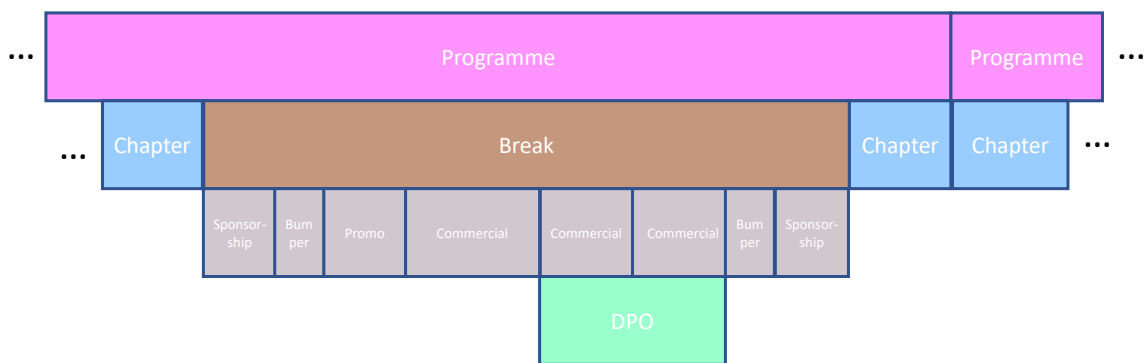 ... Programme Programme ...
... Chapter Break Chapter Chapter ...
Sponsor-
ship
Bum
per
Promo
Commercial
Commercial
Commercial
Bum
per
Sponsor-
ship
DPO